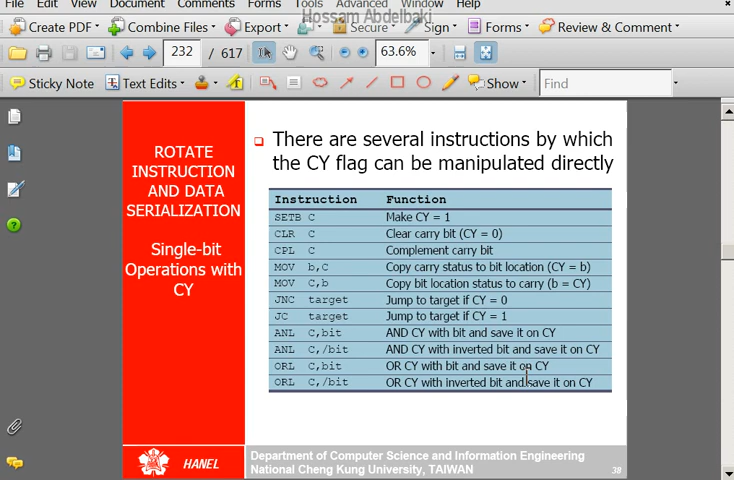 File Edit View Document Comments Forms Tools Advanced Window Help
Hossam Abdelbaki
Create PDF Combine Files Export Secure Sign Forms Review & Comment
232 / 617 63.6%
Sticky Note Text Edits Show Find
ROTATE
INSTRUCTION
AND DATA
SERIALIZATION
Single-bit
Operations with
CY
There are several instructions by which
the CY flag can be manipulated directly
Instruction Function
SETB C Make CY = 1
CLR C Clear carry bit (CY = 0)
CPL C Complement carry bit
MOV b,C Copy carry status to bit location (CY = b)
MOV C,b Copy bit location status to carry (b = CY)
JNC target Jump to target if CY = 0
JC target Jump to target if CY = 1
ANL C,bit AND CY with bit and save it on CY
ANL C,/bit AND CY with inverted bit and save it on CY
ORL C,bit OR CY with bit and save it on CY
ORL C,/bit OR CY with inverted bit and save it on CY
HANEL
Department of Computer Science and Information Engineering
National Cheng Kung University, TAIWAN
38